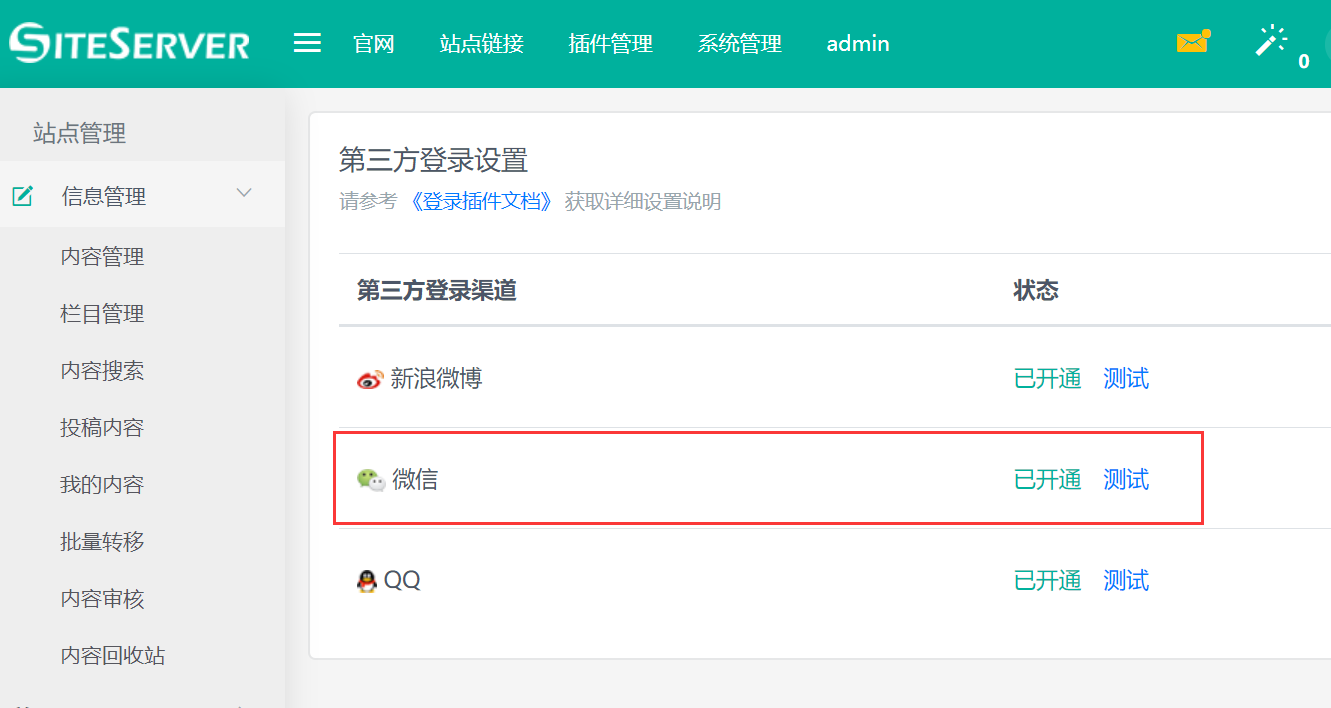 SITESERVER
官网 站点链接 插件管理 系统管理 admin
0
站点管理
信息管理
内容管理
栏目管理
内容搜索
投稿内容
我的内容
批量转移
内容审核
内容回收站
第三方登录设置
请参考 《登录插件文档》 获取详细设置说明
第三方登录渠道 状态
新浪微博 已开通 测试
微信 已开通 测试
QQ 已开通 测试